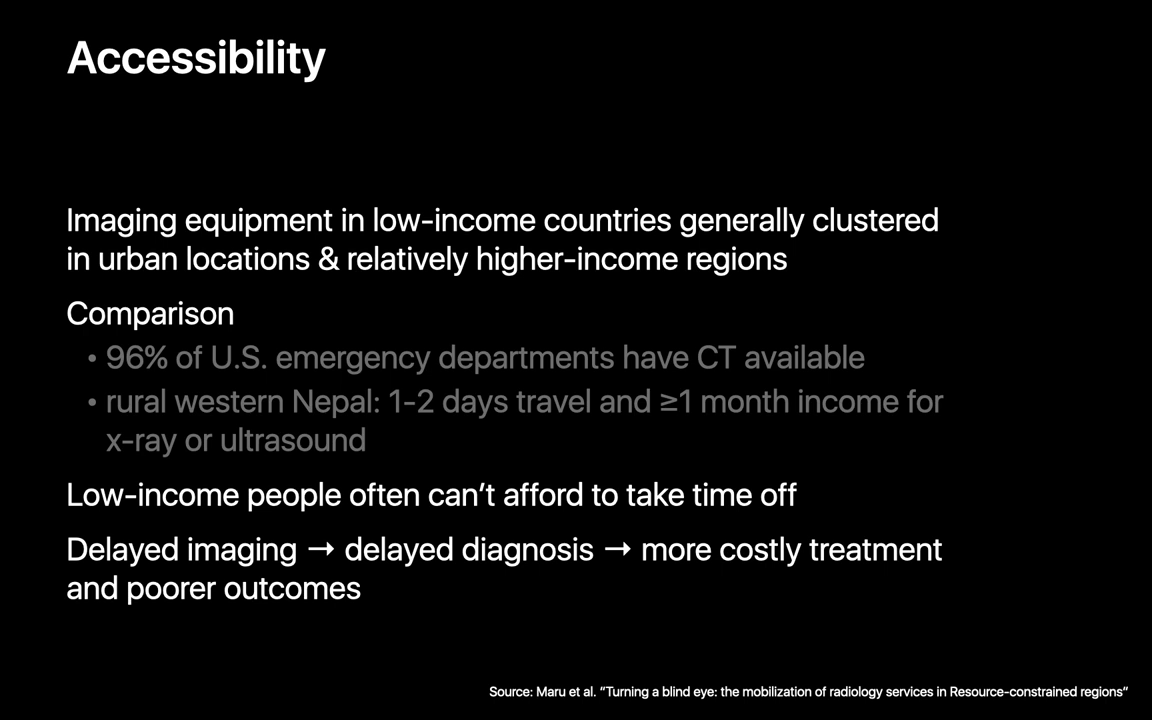 Accessibility
Imaging equipment in low-income countries generally clustered
in urban locations & relatively higher-income regions
Comparison
• 96% of U.S. emergency departments have CT available
• rural western Nepal: 1-2 days travel and ≥1 month income for
x-ray or ultrasound
Low-income people often can’t afford to take time off
Delayed imaging → delayed diagnosis → more costly treatment
and poorer outcomes
Source: Maru et al. “Turning a blind eye: the mobilization of radiology services in Resource-constrained regions”